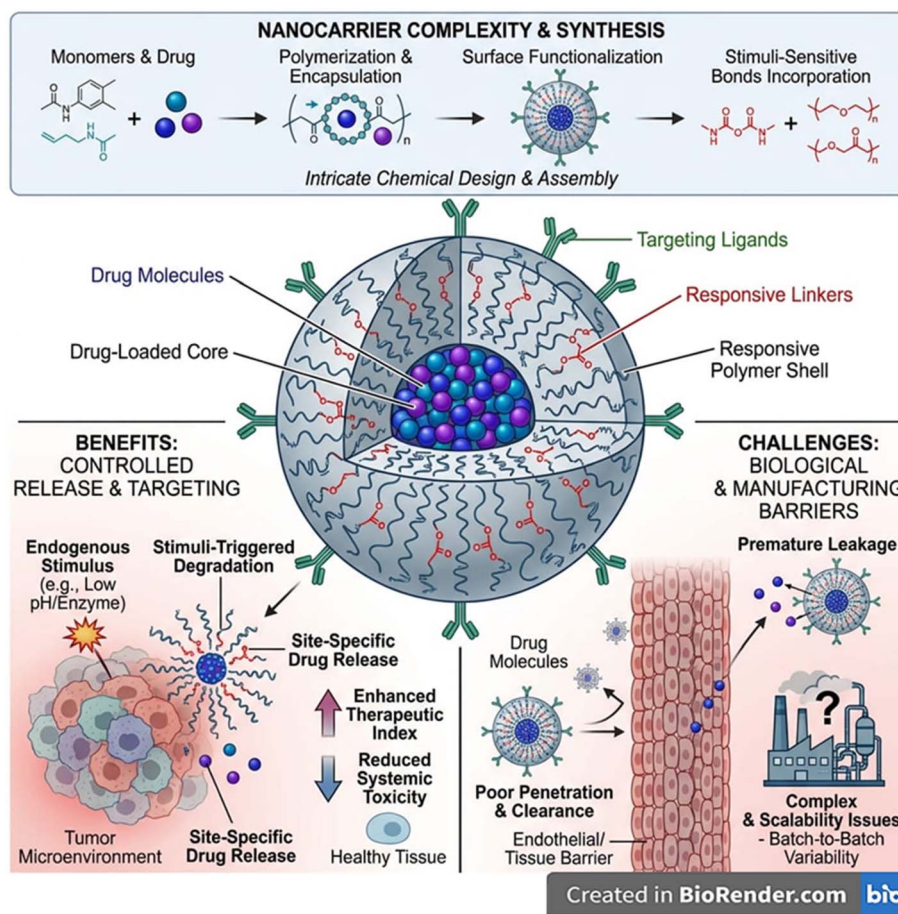 NANOCARRIER COMPLEXITY & SYNTHESIS
Monomers & Drug
Polymerization &
Encapsulation
Surface Functionalization
Stimuli-Sensitive
Bonds Incorporation
O
N
H
H
N
O
+
O
O
n
N
H
O
O
O
N
H
+
O
n
O
O
n
Intricate Chemical Design & Assembly
Targeting Ligands
Drug Molecules
Responsive Linkers
Drug-Loaded Core
Responsive
Polymer Shell
BENEFITS:
CONTROLLED
RELEASE & TARGETING
Endogenous
Stimulus
(e.g., Low
pH/Enzyme)
Stimuli-Triggered
Degradation
Site-Specific
Drug Release
Enhanced
Therapeutic
Index
Reduced
Systemic
Toxicity
Tumor
Microenvironment
Site-Specific
Drug Release
Healthy Tissue
CHALLENGES:
BIOLOGICAL
& MANUFACTURING
BARRIERS
Premature Leakage
Drug
Molecules
Poor Penetration
& Clearance
Endothelial/
Tissue Barrier
?
Complex
& Scalability Issues
- Batch-to-Batch
Variability
Created in BioRender.com bio